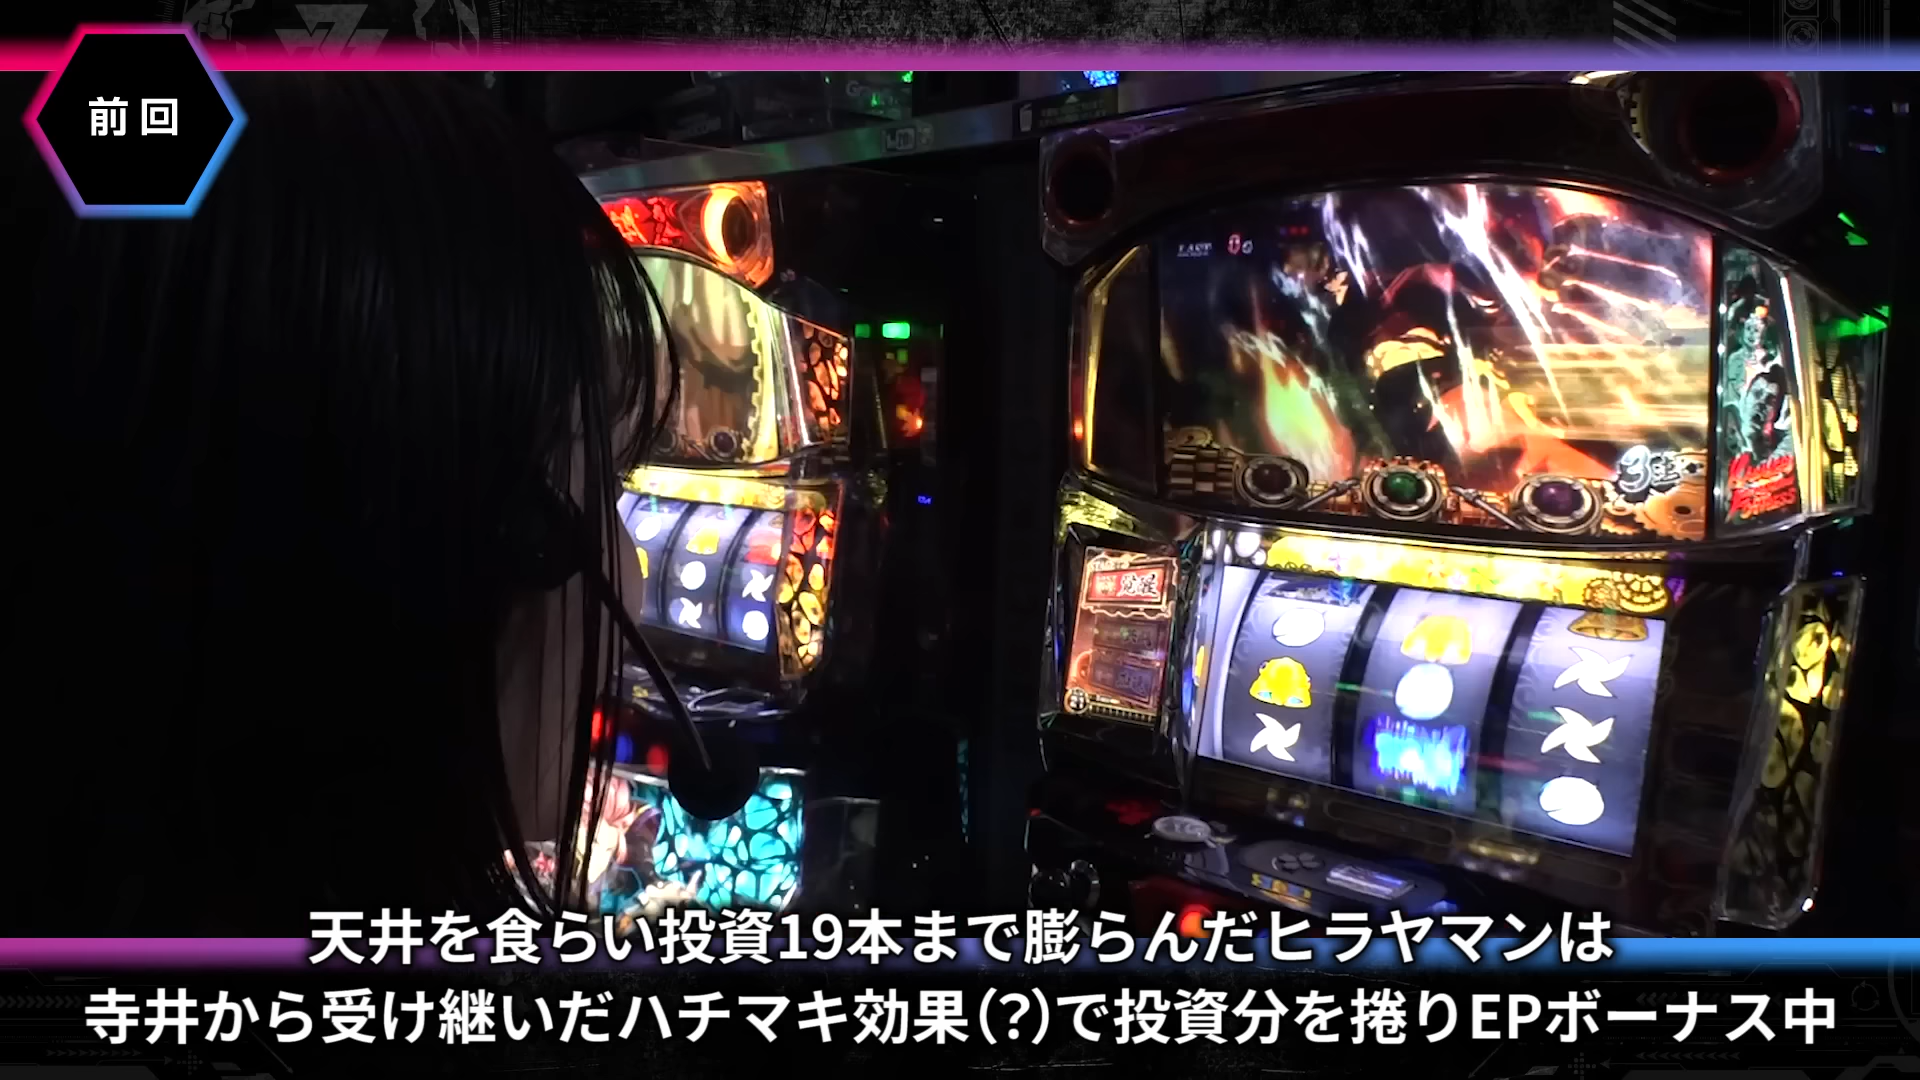 前回
覚醒
天井を食らい投資19本まで膨らんだヒラヤマンは
寺井から受け継いだハチマキ効果(?)で投資分を捲りEPボーナス中